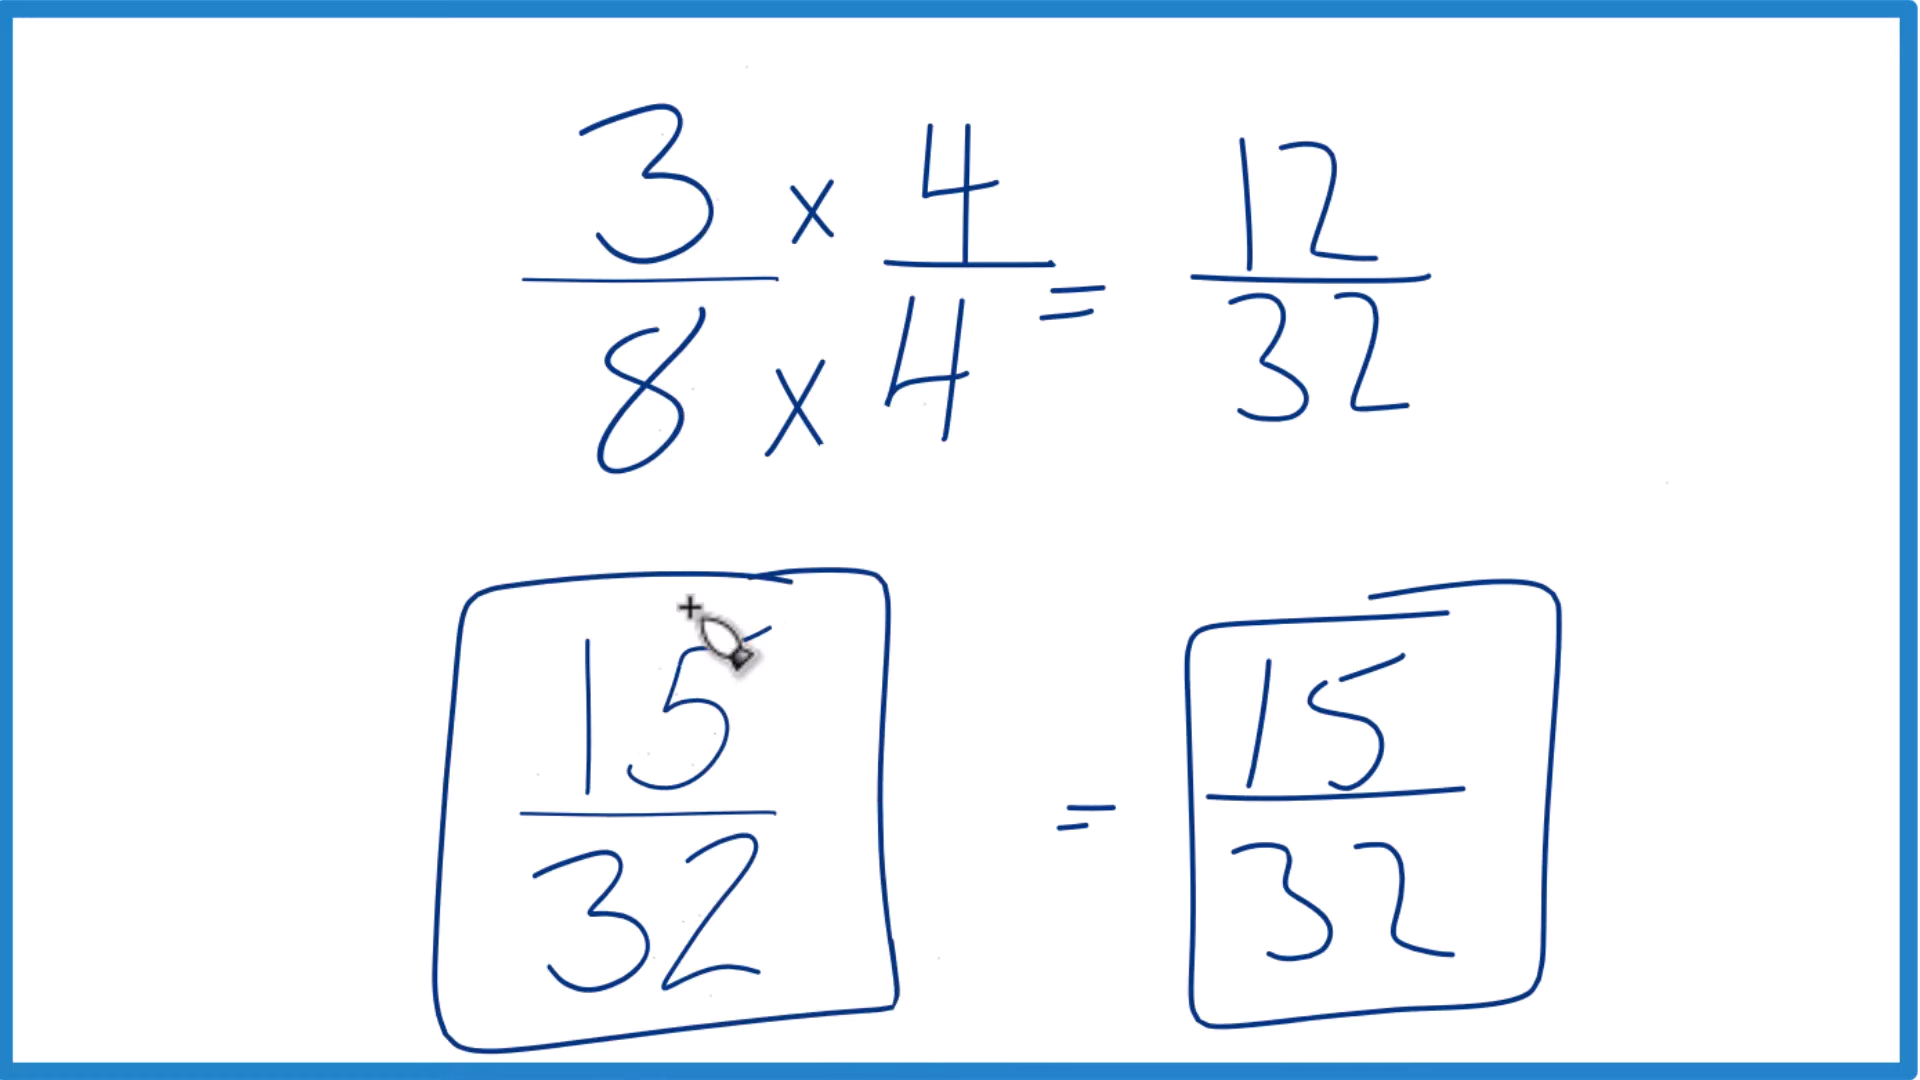 3 × 4 = 12
8 × 4 32
15 = 15
32 32